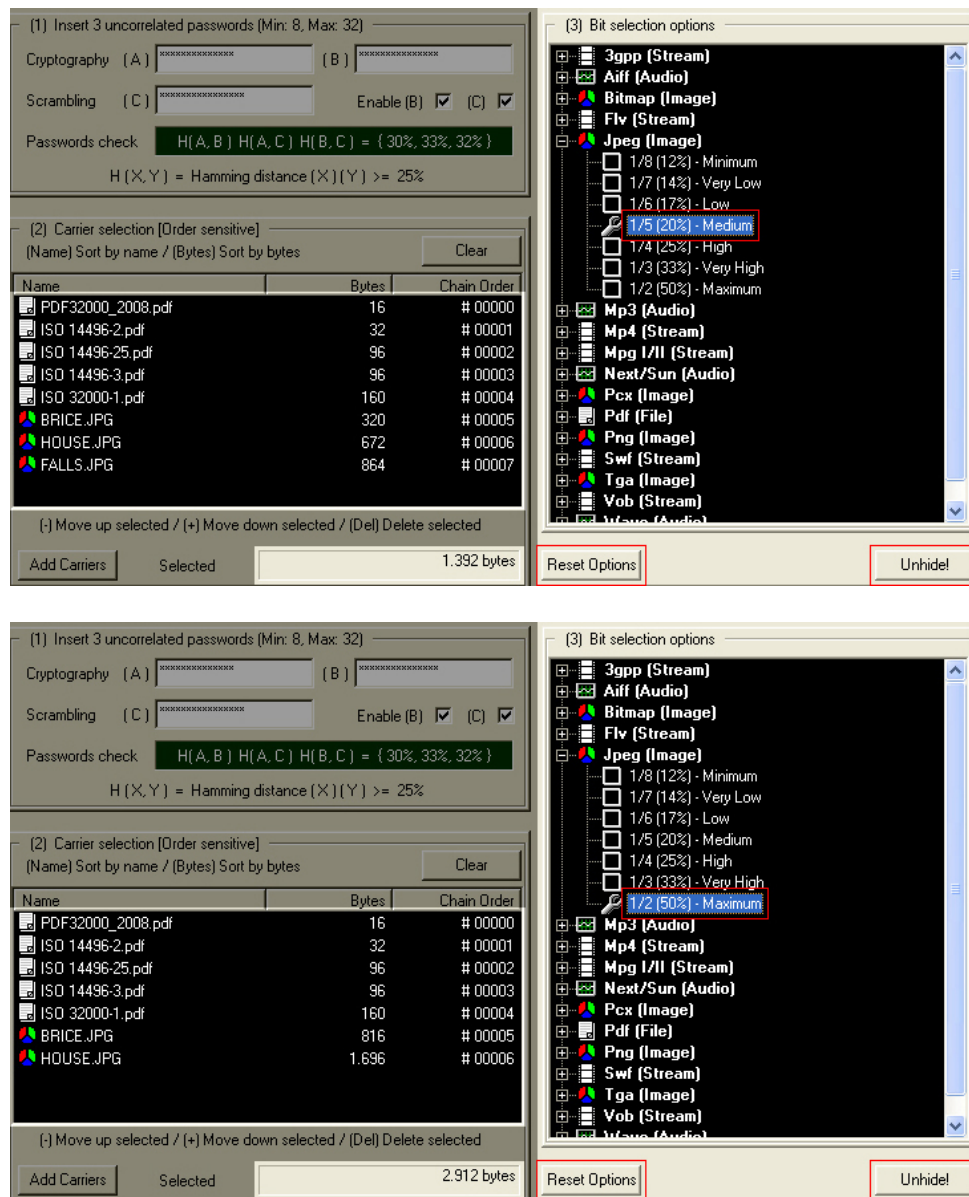 (1) Insert 3 uncorrelated passwords (Min: 8, Max: 32)
Cryptography (A) ************** (B) ***************
Scrambling (C) **************** Enable (B) (C)
Passwords check H(A,B) H(A,C) H(B,C) = {30%, 33%, 32%}
H (X,Y) = Hamming distance (X)(Y) >= 25%
(2) Carrier selection [Order sensitive]
(Name) Sort by name / (Bytes) Sort by bytes Clear
Name Bytes Chain Order
PDF32000_2008.pdf 16 # 00000
ISO 14496-2.pdf 32 # 00001
ISO 14496-25.pdf 96 # 00002
ISO 14496-3.pdf 96 # 00003
ISO 32000-1.pdf 160 # 00004
BRICE.JPG 320 # 00005
HOUSE.JPG 672 # 00006
FALLS.JPG 864 # 00007
(-) Move up selected / (+) Move down selected / (Del) Delete selected
Add Carriers Selected 1.392 bytes
(3) Bit selection options
3gpp (Stream)
Aiff (Audio)
Bitmap (Image)
Flv (Stream)
Jpeg (Image)
1/8 (12%) - Minimum
1/7 (14%) - Very Low
1/6 (17%) - Low
1/5 (20%) - Medium
1/4 (25%) - High
1/3 (33%) - Very High
1/2 (50%) - Maximum
Mp3 (Audio)
Mp4 (Stream)
Mpg I/II (Stream)
Next/Sun (Audio)
Pcx (Image)
Pdf (File)
Png (Image)
Swf (Stream)
Tga (Image)
Vob (Stream)
Wave (Audio)
Reset Options Unhide!
(1) Insert 3 uncorrelated passwords (Min: 8, Max: 32)
Cryptography (A) ************** (B) ***************
Scrambling (C) **************** Enable (B) (C)
Passwords check H(A,B) H(A,C) H(B,C) = {30%, 33%, 32%}
H (X,Y) = Hamming distance (X)(Y) >= 25%
(2) Carrier selection [Order sensitive]
(Name) Sort by name / (Bytes) Sort by bytes Clear
Name Bytes Chain Order
PDF32000_2008.pdf 16 # 00000
ISO 14496-2.pdf 32 # 00001
ISO 14496-25.pdf 96 # 00002
ISO 14496-3.pdf 96 # 00003
ISO 32000-1.pdf 160 # 00004
BRICE.JPG 816 # 00005
HOUSE.JPG 1.696 # 00006
(-) Move up selected / (+) Move down selected / (Del) Delete selected
Add Carriers Selected 2.912 bytes
(3) Bit selection options
3gpp (Stream)
Aiff (Audio)
Bitmap (Image)
Flv (Stream)
Jpeg (Image)
1/8 (12%) - Minimum
1/7 (14%) - Very Low
1/6 (17%) - Low
1/5 (20%) - Medium
1/4 (25%) - High
1/3 (33%) - Very High
1/2 (50%) - Maximum
Mp3 (Audio)
Mp4 (Stream)
Mpg I/II (Stream)
Next/Sun (Audio)
Pcx (Image)
Pdf (File)
Png (Image)
Swf (Stream)
Tga (Image)
Vob (Stream)
Wave (Audio)
Reset Options Unhide!